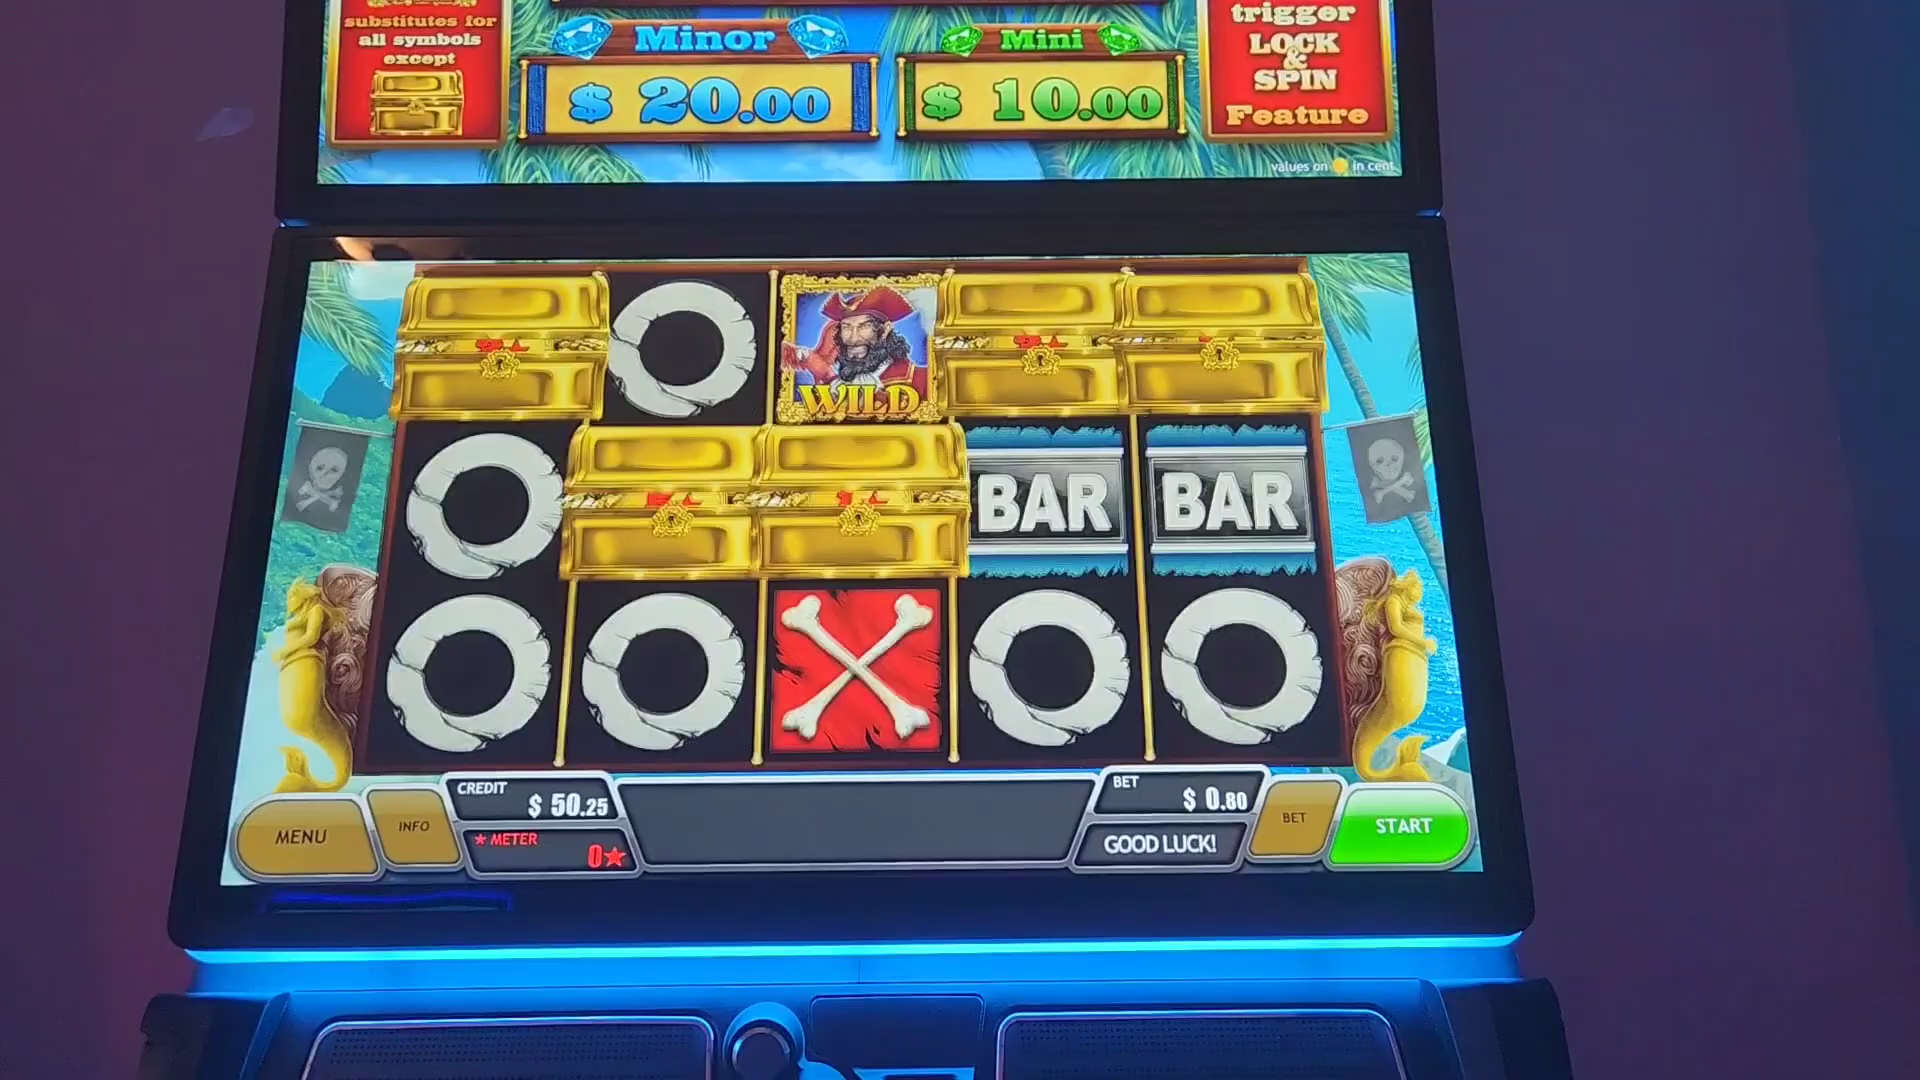 substitutes for
all symbols
except
Minor
$ 20.00
Mini
$ 10.00
trigger
LOCK
&
SPIN
Feature
values on in cent
WILD
BAR
BAR
MENU
INFO
CREDIT
$ 50.25
★ METER
0★
BET
$ 0.80
GOOD LUCK!
BET
START